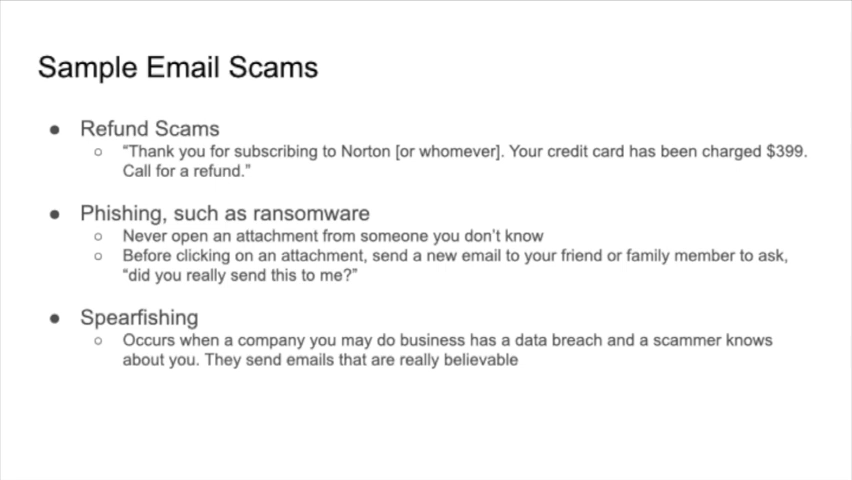 Sample Email Scams
● Refund Scams
○ “Thank you for subscribing to Norton [or whomever]. Your credit card has been charged $399.
Call for a refund.”
● Phishing, such as ransomware
○ Never open an attachment from someone you don’t know
○ Before clicking on an attachment, send a new email to your friend or family member to ask,
“did you really send this to me?”
● Spearfishing
○ Occurs when a company you may do business has a data breach and a scammer knows
about you. They send emails that are really believable